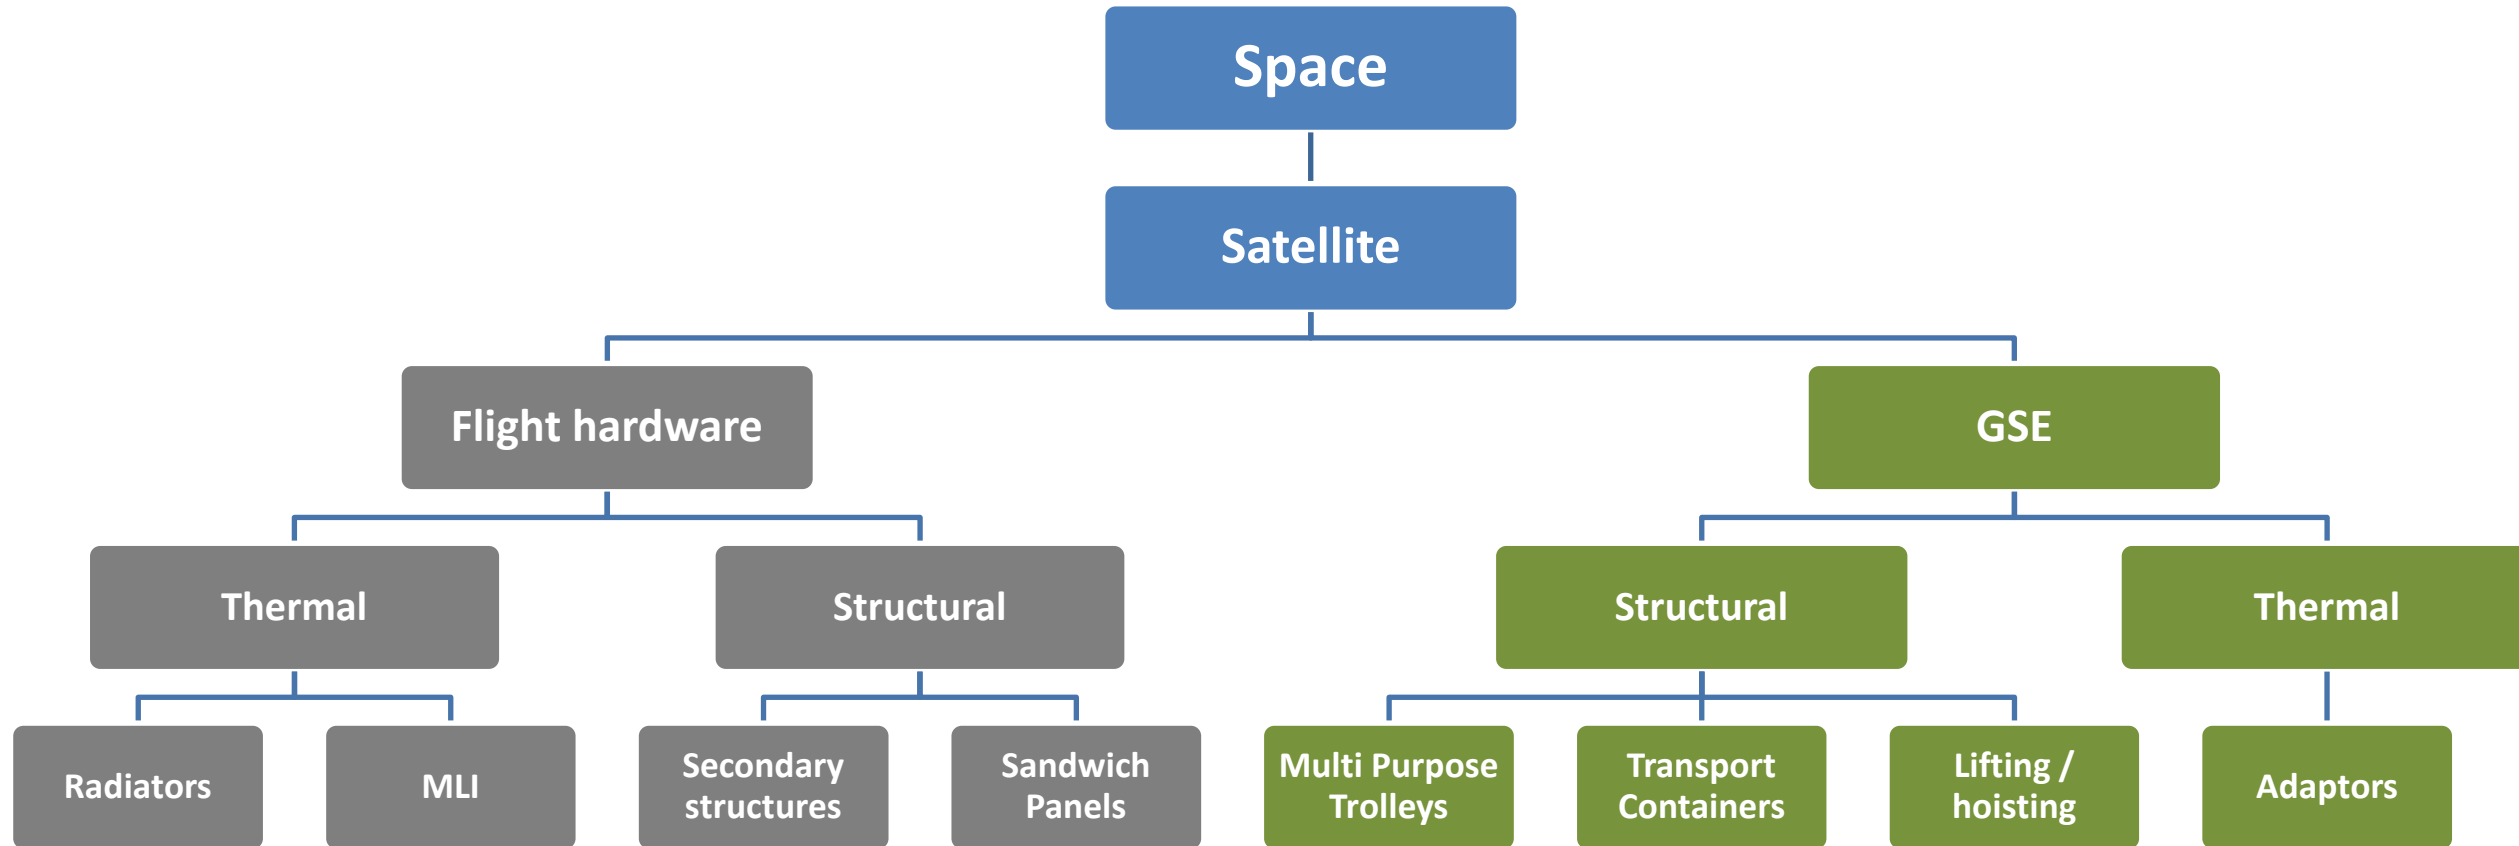 Space
Satellite
Flight hardware
GSE
Thermal
Structural
Structural
Thermal
Radiators
MLI
Secondary
structures
Sandwich
Panels
Multi Purpose
Trolleys
Transport
Containers
Lifting /
hoisting
Adaptors